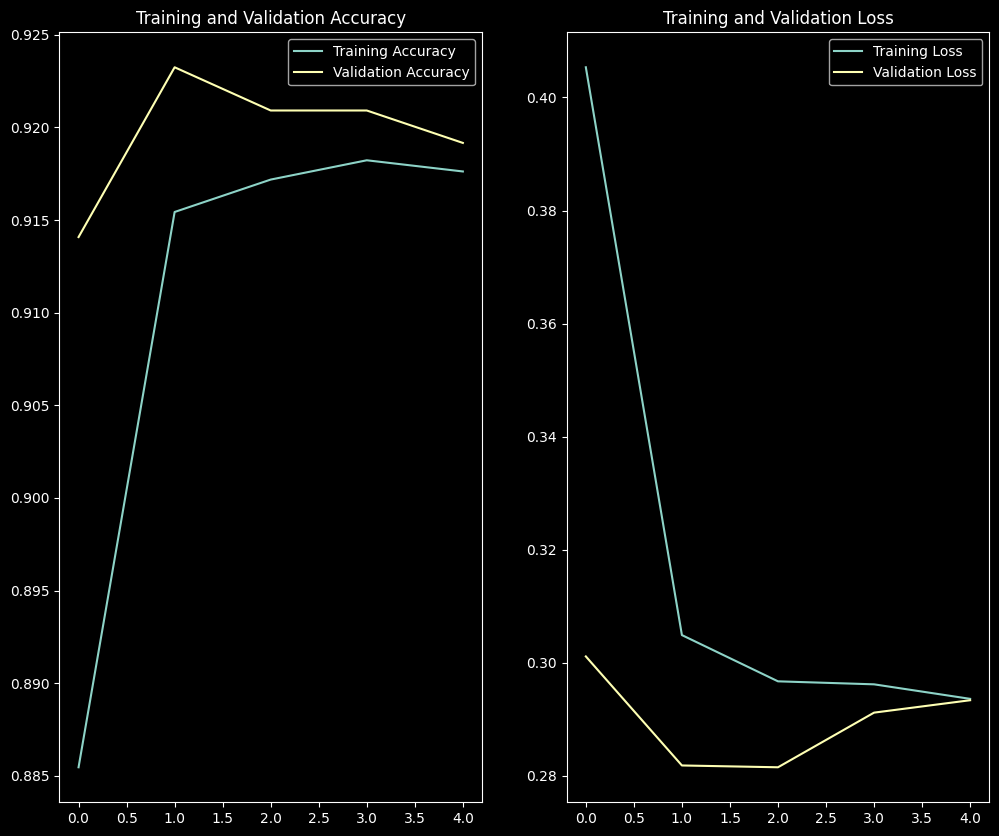 Training and Validation Accuracy
Training Accuracy
Validation Accuracy
0.925
0.920
0.915
0.910
0.905
0.900
0.895
0.890
0.885
0.0 0.5 1.0 1.5 2.0 2.5 3.0 3.5 4.0
Training and Validation Loss
Training Loss
Validation Loss
0.40
0.38
0.36
0.34
0.32
0.30
0.28
0.0 0.5 1.0 1.5 2.0 2.5 3.0 3.5 4.0